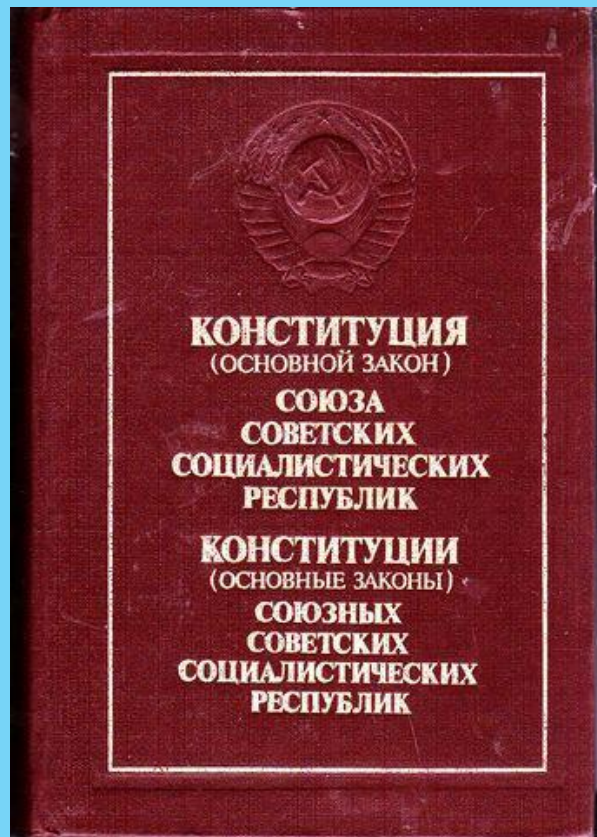 КОНСТИТУЦИЯ
(ОСНОВНОЙ ЗАКОН)
СОЮЗА
СОВЕТСКИХ
СОЦИАЛИСТИЧЕСКИХ
РЕСПУБЛИК
КОНСТИТУЦИИ
(ОСНОВНЫЕ ЗАКОНЫ)
СОЮЗНЫХ
СОВЕТСКИХ
СОЦИАЛИСТИЧЕСКИХ
РЕСПУБЛИК